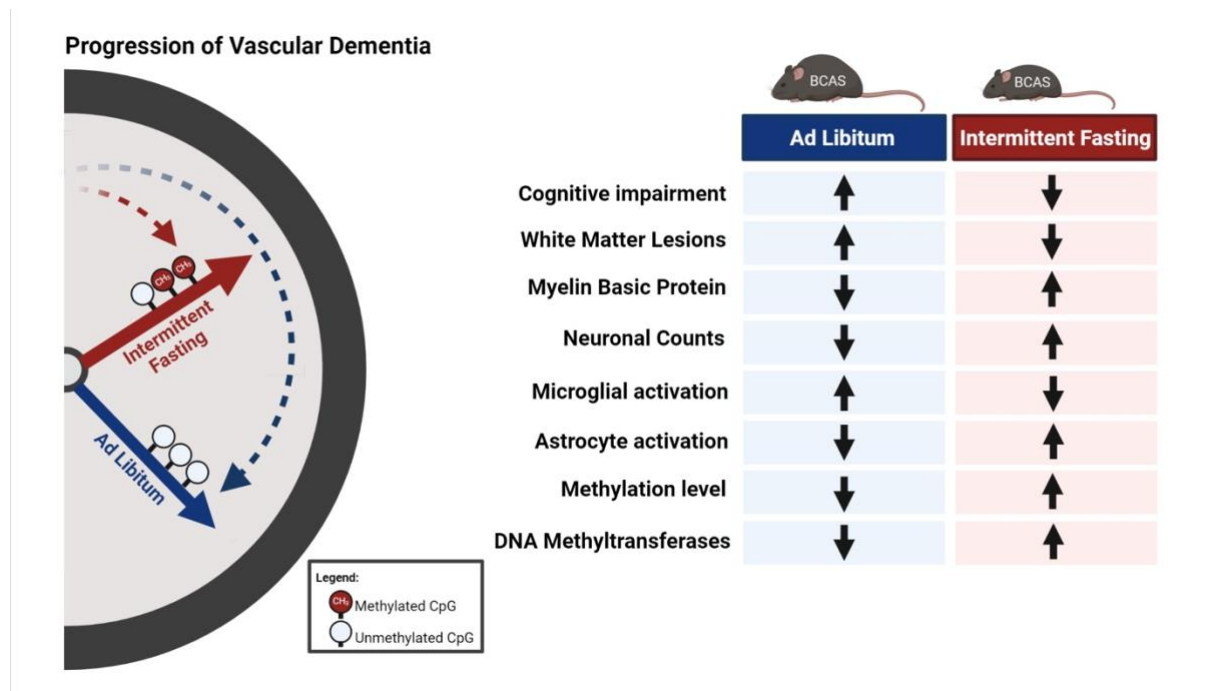 Progression of Vascular Dementia
BCAS
BCAS
Ad Libitum
Intermittent Fasting
Cognitive impairment
White Matter Lesions
Myelin Basic Protein
Neuronal Counts
Microglial activation
Astrocyte activation
Methylation level
DNA Methyltransferases
CH₃
CH₃
Intermittent
Fasting
Ad Libitum
Legend:
CH₃
Methylated CpG
Unmethylated CpG